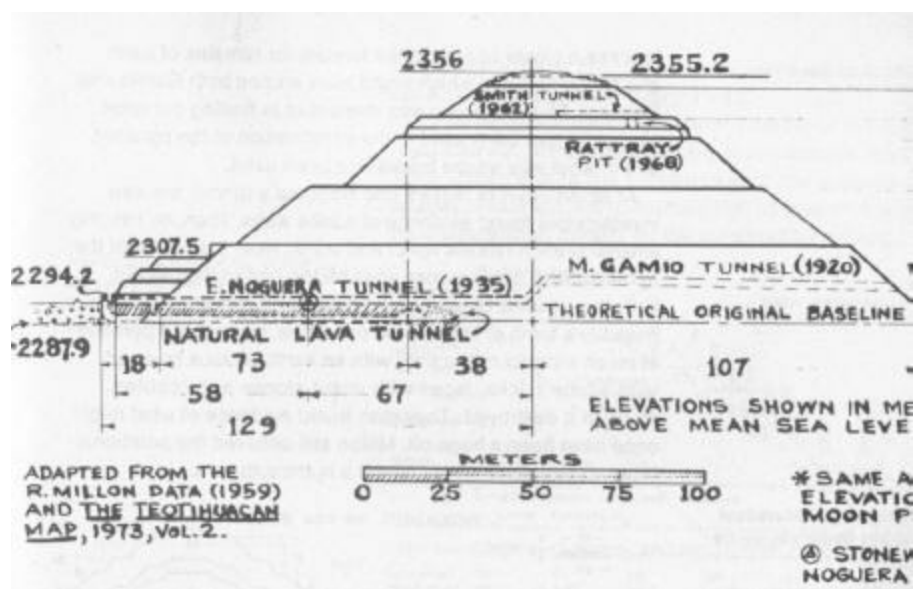 2356
2355.2
SMITH TUNNEL
(1962)
RATTRAY
PIT (1968)
2307.5
2294.2
E. NOGUERA TUNNEL (1935)
M. GAMIO TUNNEL (1920)
THEORETICAL ORIGINAL BASELINE
NATURAL LAVA TUNNEL
2287.9
18 73 38 107
58 67
129
ELEVATIONS SHOWN IN ME
ABOVE MEAN SEA LEVE
METERS
0 25 50 75 100
ADAPTED FROM THE
R. MILLON DATA (1959)
AND THE TEOTIHUACAN
MAP, 1973, VOL. 2.
* SAME A
ELEVATIO
MOON P
Ⓐ STONEW
NOGUERA